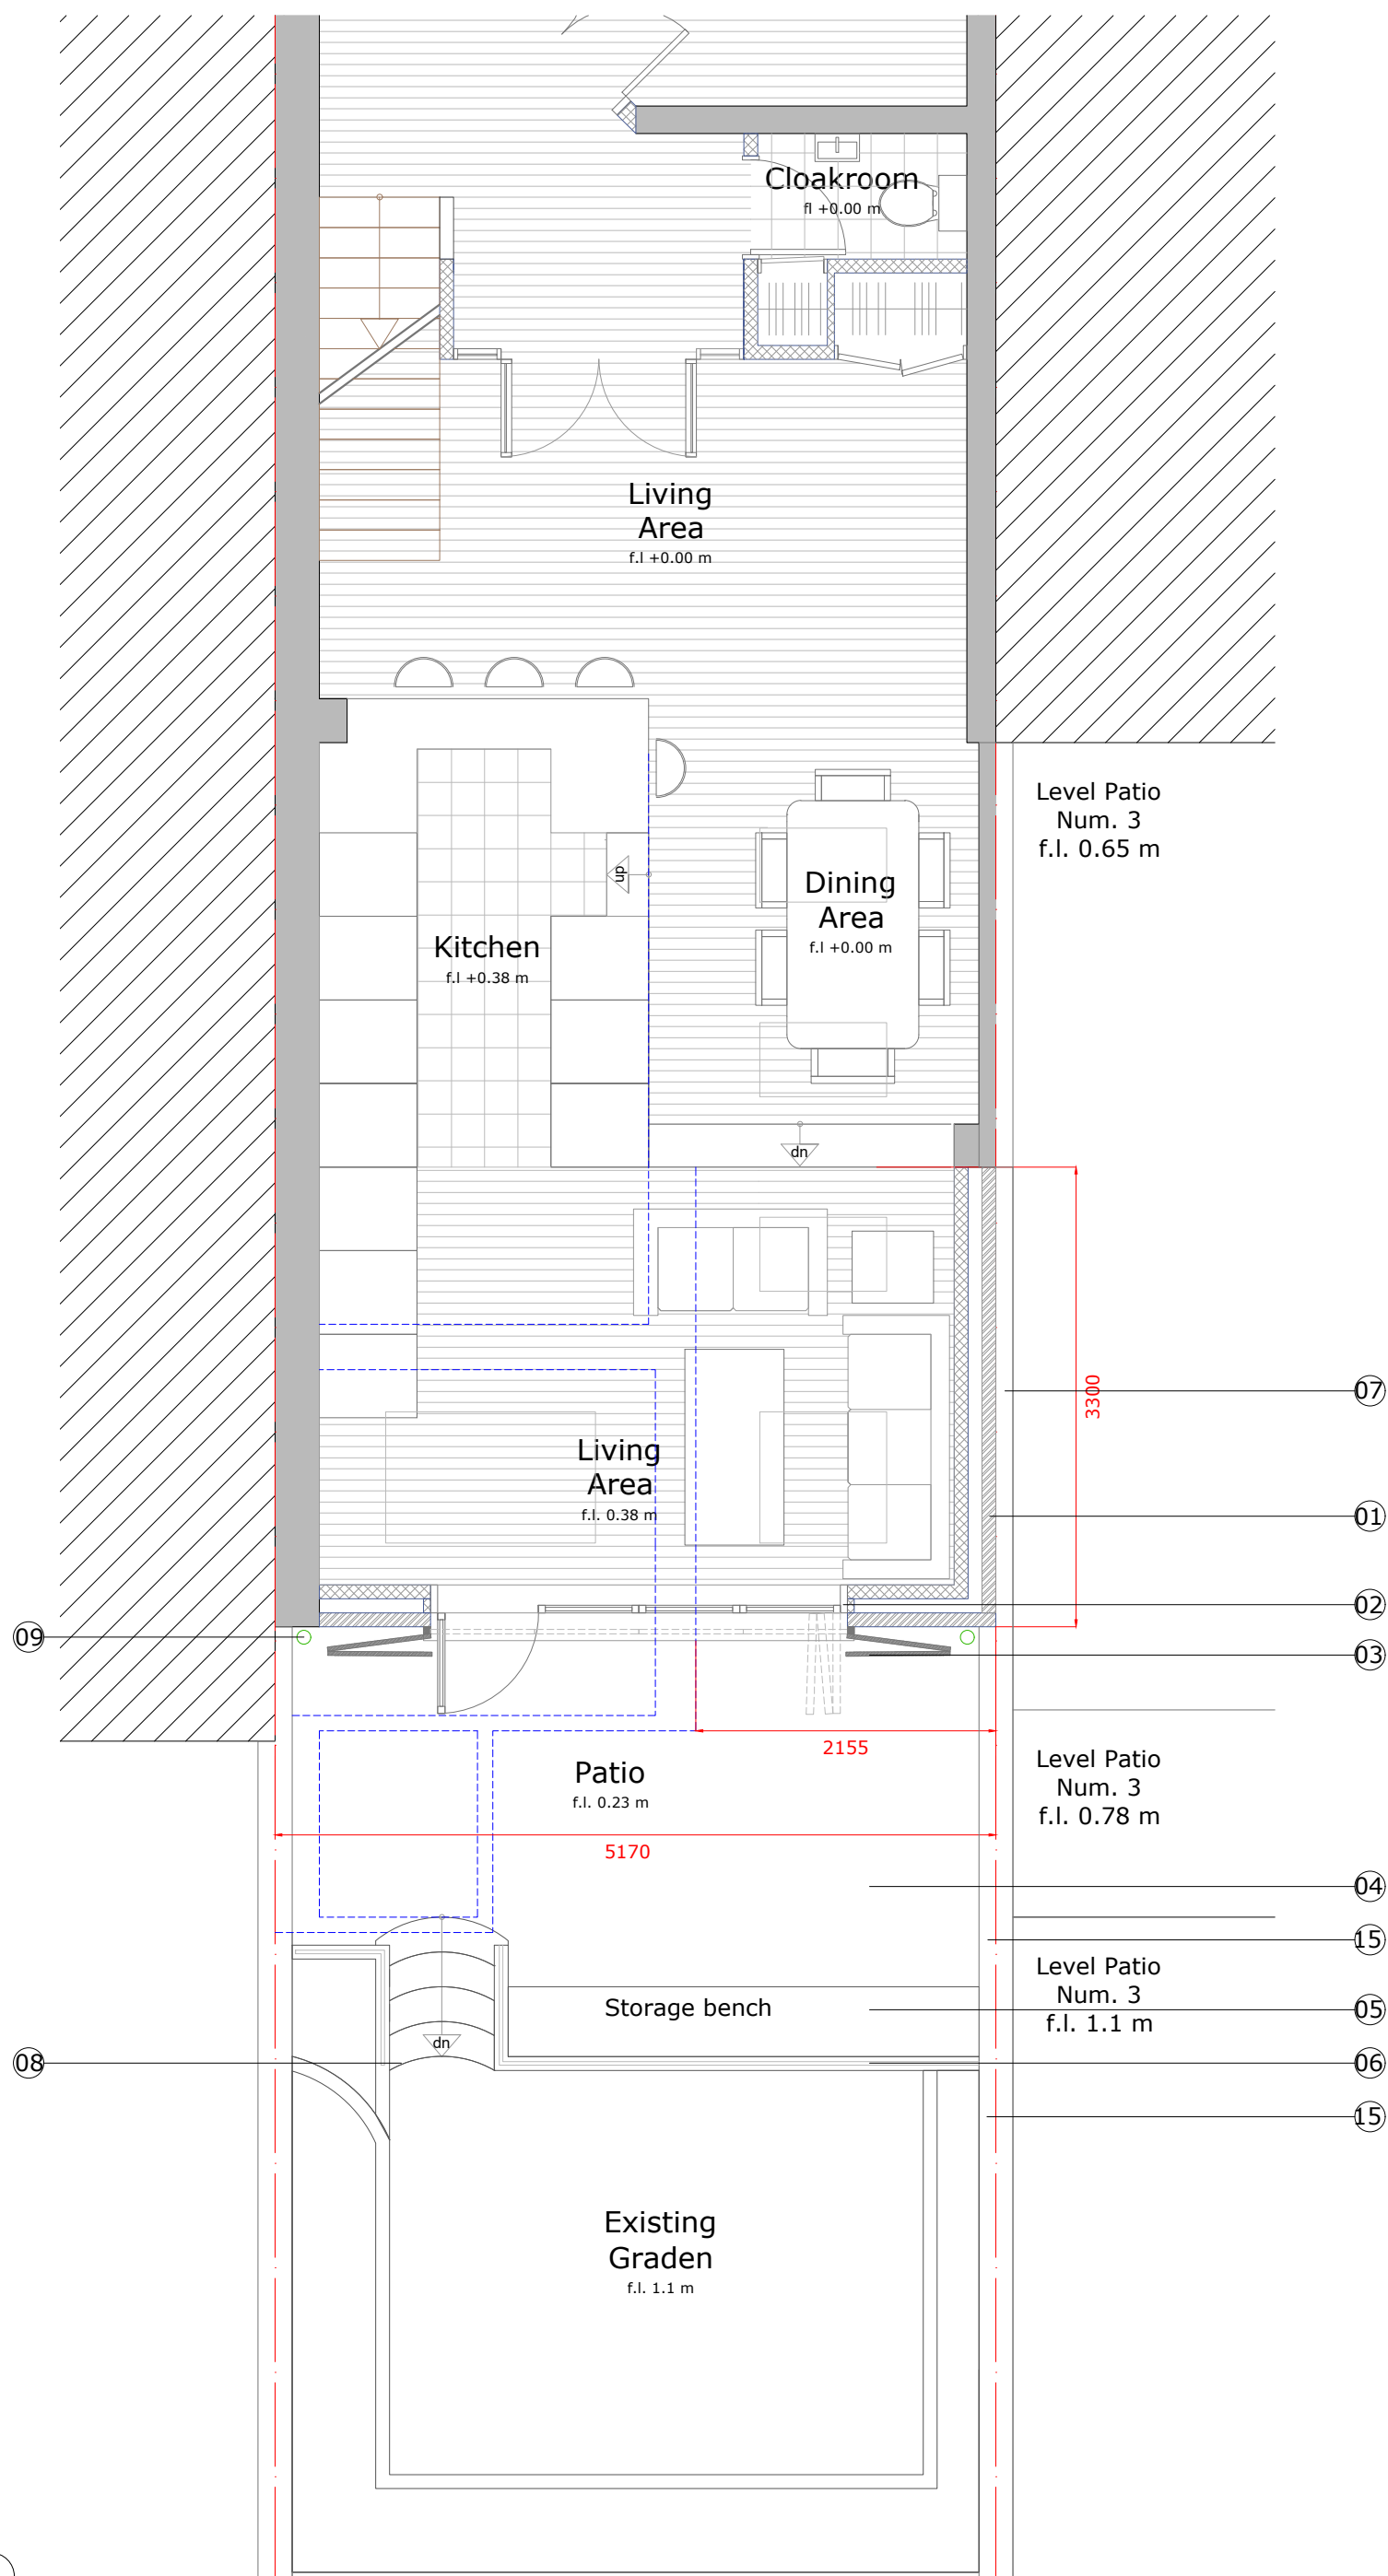 Cloakroom
fl +0.00 m
Living
Area
f.l +0.00 m
Level Patio
Num. 3
f.l. 0.65 m
up
Dining
Area
f.l +0.00 m
Kitchen
f.l +0.38 m
dn
07
3300
Living
Area
f.l. 0.38 m
01
02
09
03
2155
Patio
f.l. 0.23 m
Level Patio
Num. 3
f.l. 0.78 m
5170
04
15
Level Patio
Num. 3
f.l. 1.1 m
Storage bench
05
dn
08
06
15
Existing
Graden
f.l. 1.1 m